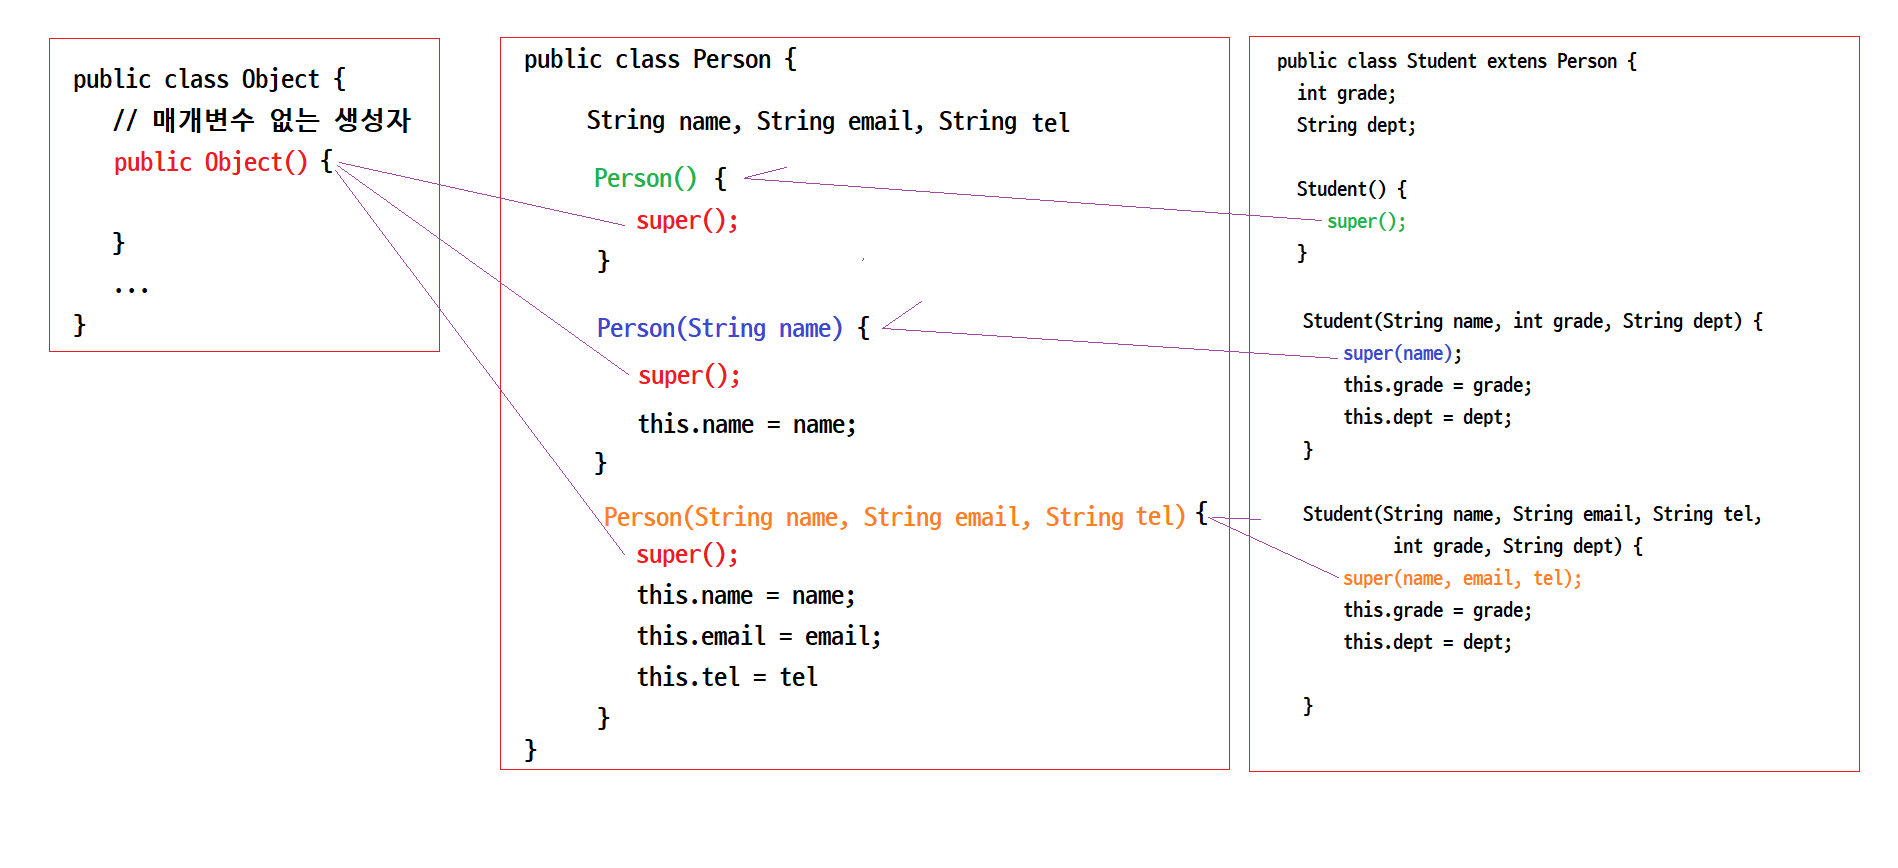 public class Object {
// 매개변수 없는 생성자
public Object() {
}
...
}
public class Person {
String name, String email, String tel
Person() {
super();
}
Person(String name) {
super();
this.name = name;
}
Person(String name, String email, String tel) {
super();
this.name = name;
this.email = email;
this.tel = tel
}
}
public class Student extens Person {
int grade;
String dept;
Student() {
super();
}
Student(String name, int grade, String dept) {
super(name);
this.grade = grade;
this.dept = dept;
}
Student(String name, String email, String tel,
int grade, String dept) {
super(name, email, tel);
this.grade = grade;
this.dept = dept;
}